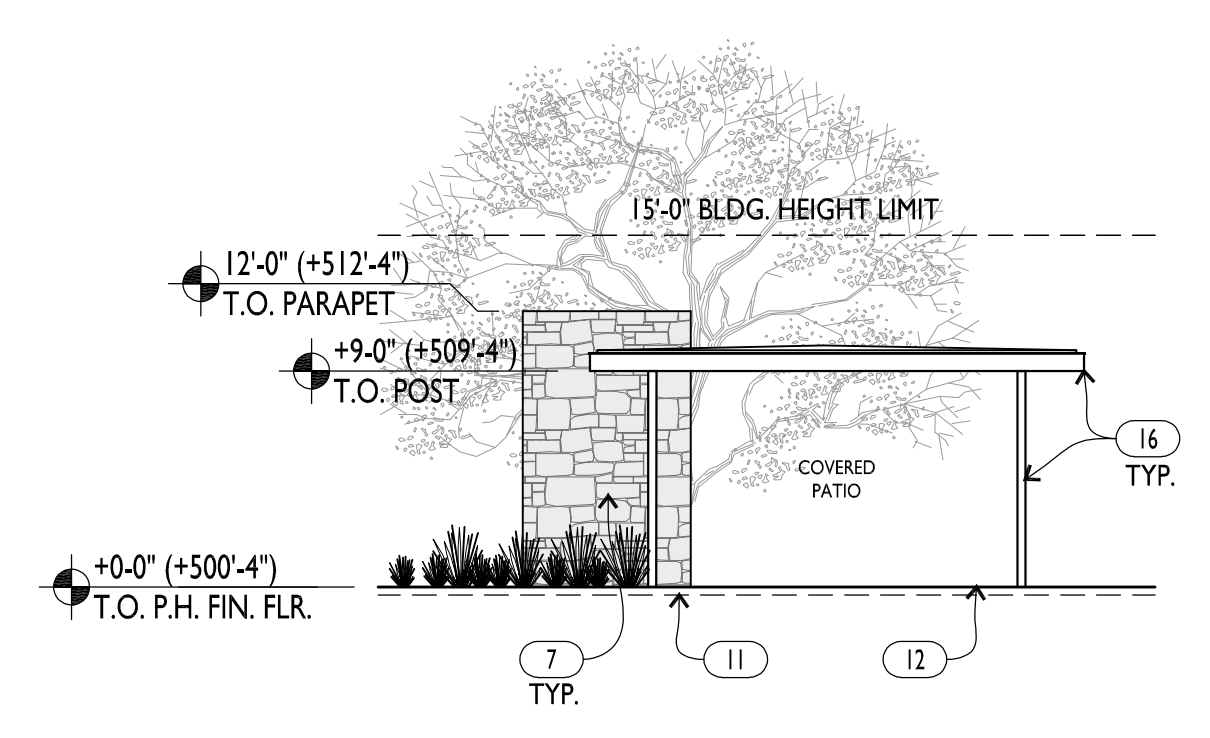 15'-0" BLDG. HEIGHT LIMIT
12'-0" (+512'-4")
T.O. PARAPET
+9-0" (+509'-4")
T.O. POST
16
TYP.
COVERED
PATIO
+0-0" (+500'-4")
T.O. P.H. FIN. FLR.
7
TYP.
11
12